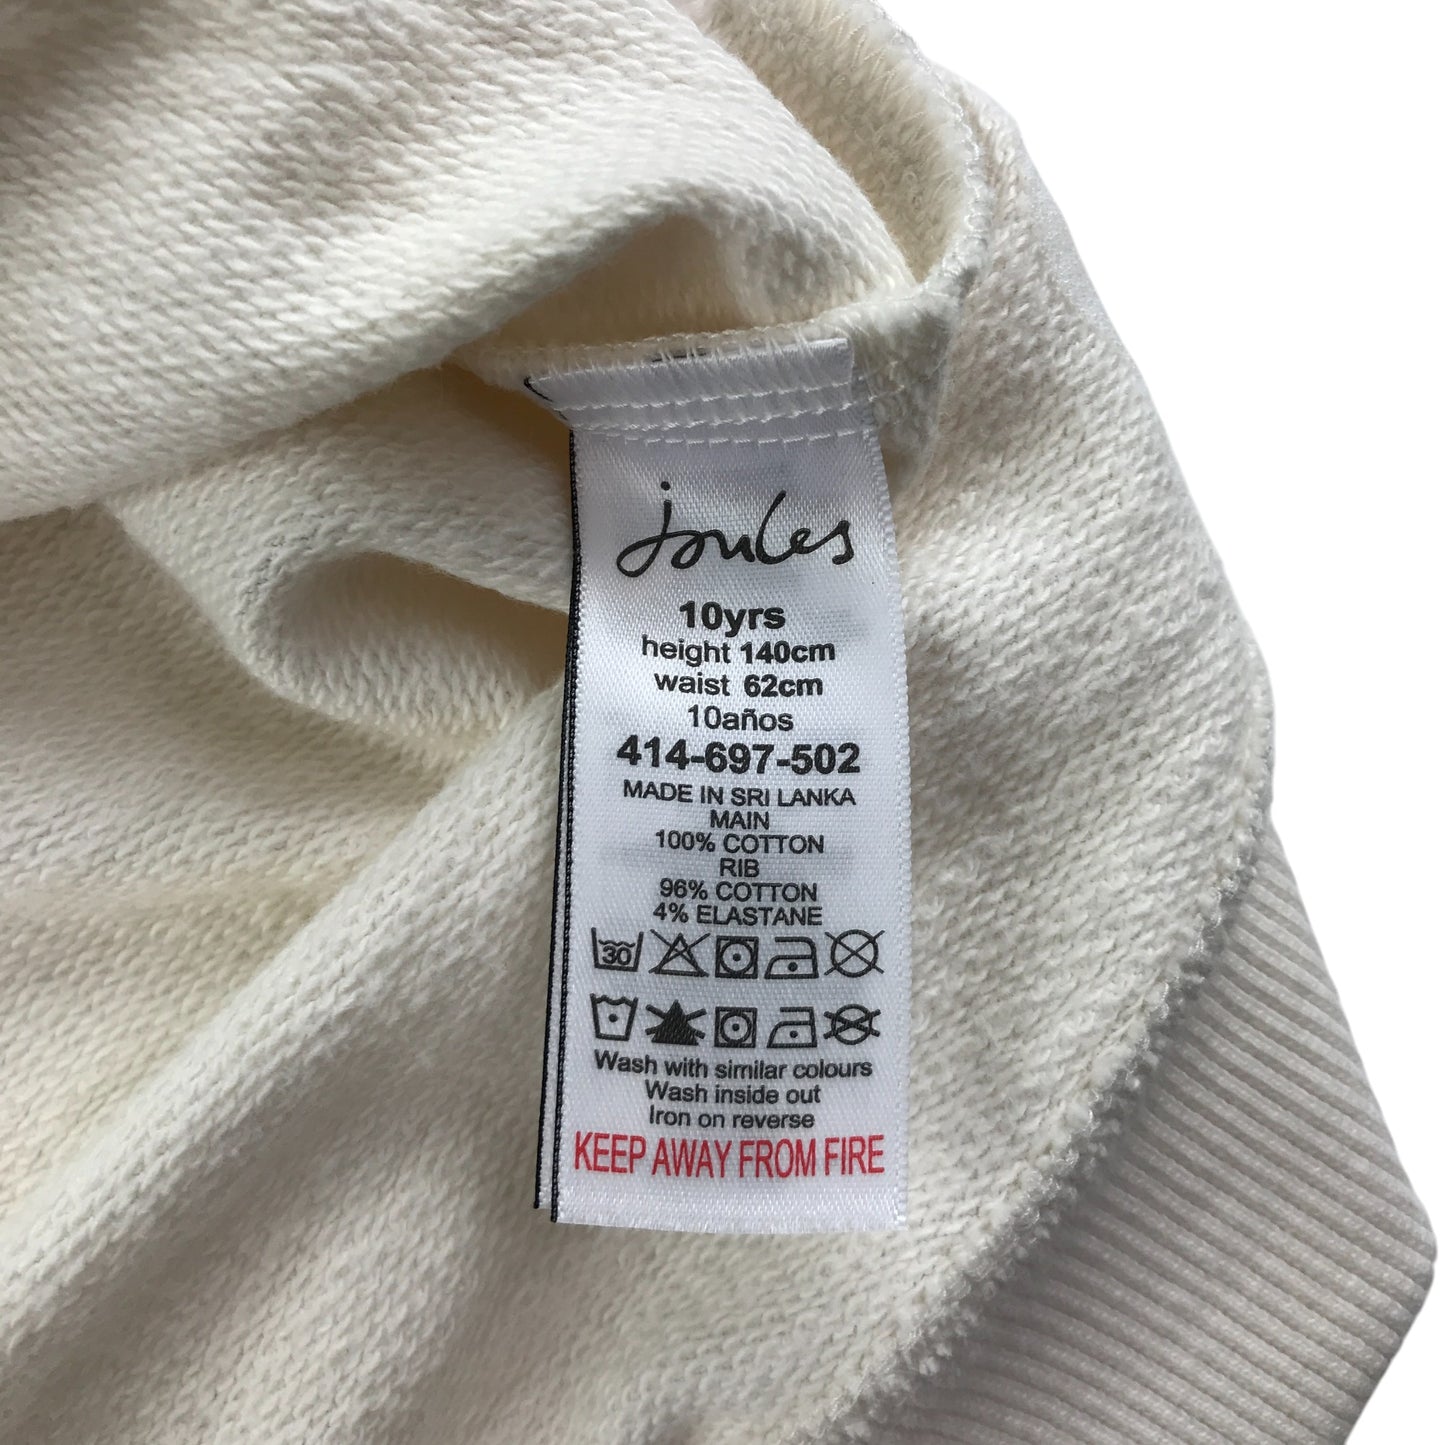 joules
10yrs
height 140cm
waist 62cm
10años
414-697-502
MADE IN SRI LANKA
MAIN
100% COTTON
RIB
96% COTTON
4% ELASTANE
30
Wash with similar colours
Wash inside out
Iron on reverse
KEEP AWAY FROM FIRE